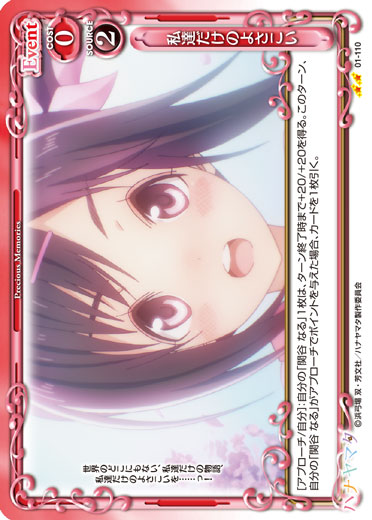 Event
COST
0
SOURCE
2
私達だけのよさこい
Precious Memories
世界のどこにもない、私達だけの物語、
私達だけのよさこいを……っ!
[アプローチ/自分]:自分の「関谷 なる」1枚は、ターン終了時まで+20/+20を得る。このターン、
自分の「関谷 なる」がアプローチでポイントを与えた場合、カードを1枚引く。
ハナヤマタ
©浜弓場 双・芳文社/ハナヤマタ製作委員会
01-110